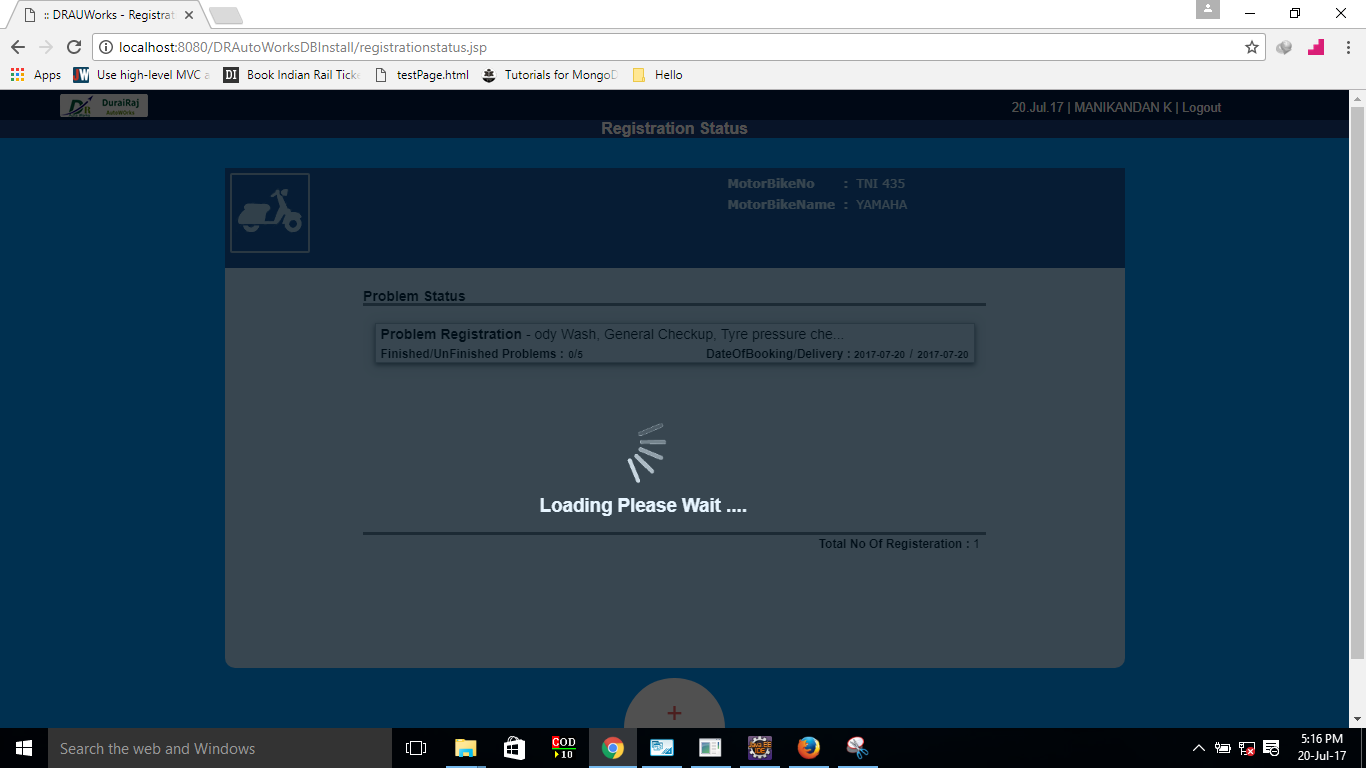 :: DRAUWorks - Registrat
localhost:8080/DRAutoWorksDBInstall/registrationstatus.jsp
Apps Use high-level MVC a Book Indian Rail Ticke testPage.html Tutorials for MongoD Hello
DuraiRaj
AutoWorks
20.Jul.17 | MANIKANDAN K | Logout
Registration Status
MotorBikeNo : TNI 435
MotorBikeName : YAMAHA
Problem Status
Problem Registration - ody Wash, General Checkup, Tyre pressure che...
Finished/UnFinished Problems : 0/5 DateOfBooking/Delivery : 2017-07-20 / 2017-07-20
Loading Please Wait ....
Total No Of Registeration : 1
+
Search the web and Windows
5:16 PM
20-Jul-17